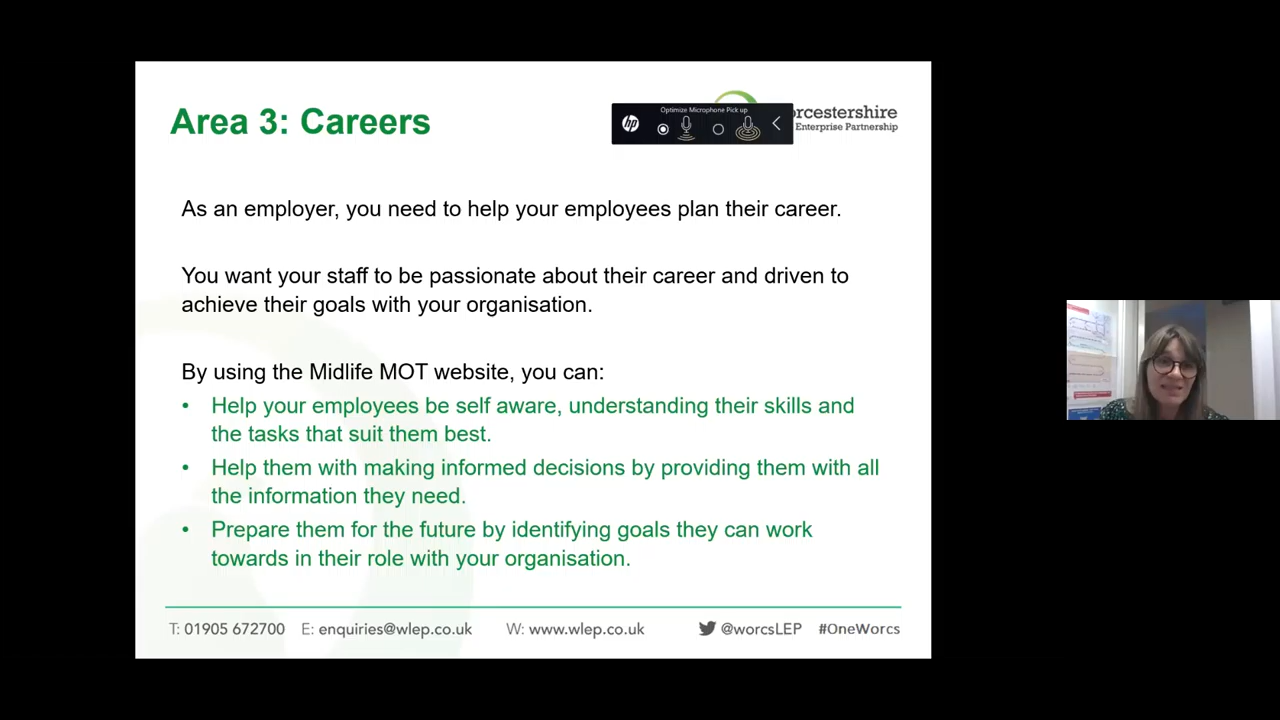 Area 3: Careers
Optimize Microphone Pick up
hp
rcestershire
Enterprise Partnership
As an employer, you need to help your employees plan their career.
You want your staff to be passionate about their career and driven to
achieve their goals with your organisation.
By using the Midlife MOT website, you can:
• Help your employees be self aware, understanding their skills and
the tasks that suit them best.
• Help them with making informed decisions by providing them with all
the information they need.
• Prepare them for the future by identifying goals they can work
towards in their role with your organisation.
T: 01905 672700 E: enquiries@wlep.co.uk W: www.wlep.co.uk @worcsLEP #OneWorcs